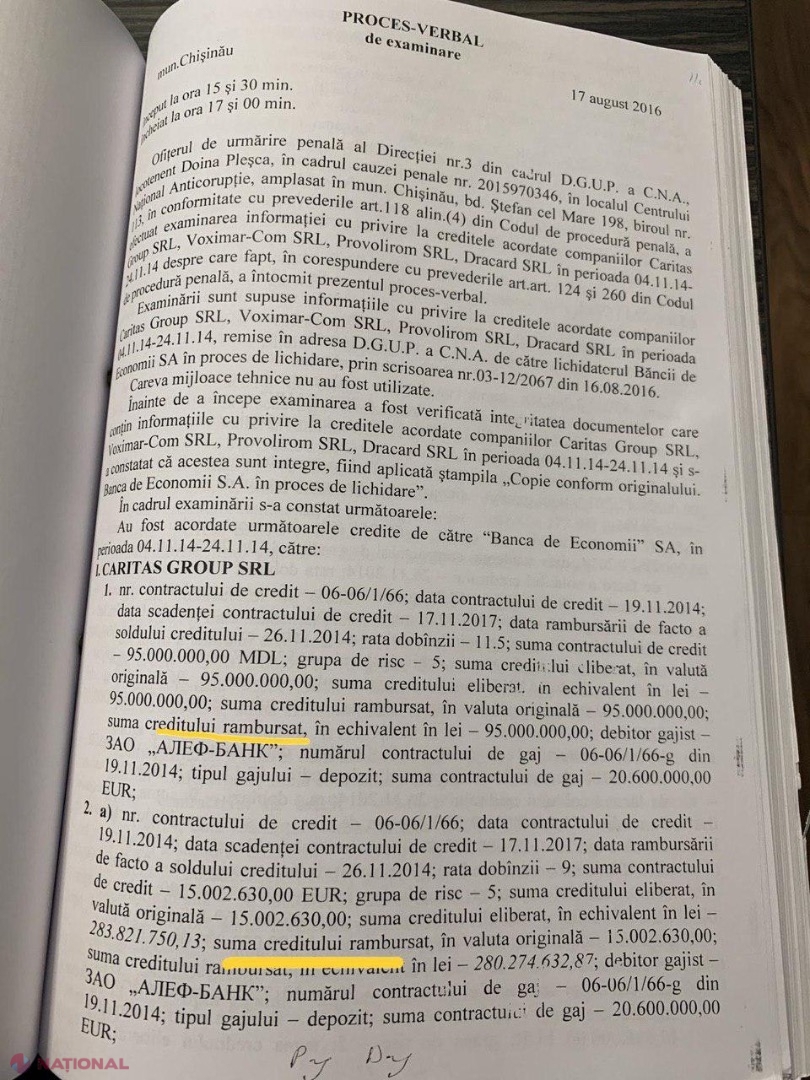 PROCES-VERBAL
de examinare
mun.Chișinău
17 august 2016
început la ora 15 și 30 min.
încheiat la ora 17 și 00 min.
Ofițerul de urmărire penală al Direcției nr.3 din cadrul D.G.U.P. a C.N.A.,
locotenent Doina Pleșca, în cadrul cauzei penale nr. 2015970346, în localul Centrului
Național Anticorupție, amplasat în mun. Chișinău, bd. Ștefan cel Mare 198, biroul nr.
113, în conformitate cu prevederile art.118 alin.(4) din Codul de procedură penală, a
efectuat examinarea informației cu privire la creditele acordate companiilor Caritas
Group SRL, Voximar-Com SRL, Provolirom SRL, Dracard SRL în perioada 04.11.14-
24.11.14 despre care fapt, în corespundere cu prevederile art.art. 124 și 260 din Codul
de procedură penală, a întocmit prezentul proces-verbal.
Examinării sunt supuse informațiile cu privire la creditele acordate companiilor
Caritas Group SRL, Voximar-Com SRL, Provolirom SRL, Dracard SRL în perioada
04.11.14-24.11.14, remise în adresa D.G.U.P. a C.N.A. de către lichidaterul Băncii de
Economii SA în proces de lichidare, prin scrisoarea nr.03-12/2067 din 16.08.2016.
Careva mijloace tehnice nu au fost utilizate.
Înainte de a începe examinarea a fost verificată integritatea documentelor care
conțin informațiile cu privire la creditele acordate companiilor Caritas Group SRL,
Voximar-Com SRL, Provolirom SRL, Dracard SRL în perioada 04.11.14-24.11.14 și s-
a constatat că acestea sunt integre, fiind aplicată ștampila „Copie conform originalului.
Banca de Economii S.A. în proces de lichidare”.
În cadrul examinării s-a constat următoarele:
Au fost acordate următoarele credite de către “Banca de Economii” SA, în
perioada 04.11.14-24.11.14, către:
I. CARITAS GROUP SRL
1. nr. contractului de credit – 06-06/1/66; data contractului de credit – 19.11.2014;
data scadenței contractului de credit – 17.11.2017; data rambursării de facto a
soldului creditului – 26.11.2014; rata dobînzii – 11.5; suma contractului de credit
– 95.000.000,00 MDL; grupa de risc – 5; suma creditului eliberat, în valută
originală – 95.000.000,00; suma creditului eliberat, în echivalent în lei –
95.000.000,00; suma creditului rambursat, în valuta originală – 95.000.000,00;
suma creditului rambursat, în echivalent în lei – 95.000.000,00; debitor gajist –
ЗАО „АЛЕФ-БАНК”; numărul contractului de gaj – 06-06/1/66-g din
19.11.2014; tipul gajului – depozit; suma contractului de gaj – 20.600.000,00
EUR;
2. a) nr. contractului de credit – 06-06/1/66; data contractului de credit –
19.11.2014; data scadenței contractului de credit – 17.11.2017; data rambursării
de facto a soldului creditului – 26.11.2014; rata dobînzii – 9; suma contractului
de credit – 15.002.630,00 EUR; grupa de risc – 5; suma creditului eliberat, în
valută originală – 15.002.630,00; suma creditului eliberat, în echivalent în lei –
283.821.750,13; suma creditului rambursat, în valuta originală – 15.002.630,00;
suma creditului rambursat, în echivalent în lei – 280.274.632,87; debitor gajist –
ЗАО „АЛЕФ-БАНК”; numărul contractului de gaj – 06-06/1/66-g din
19.11.2014; tipul gajului – depozit; suma contractului de gaj – 20.600.000,00
EUR;
NAȚIONAL